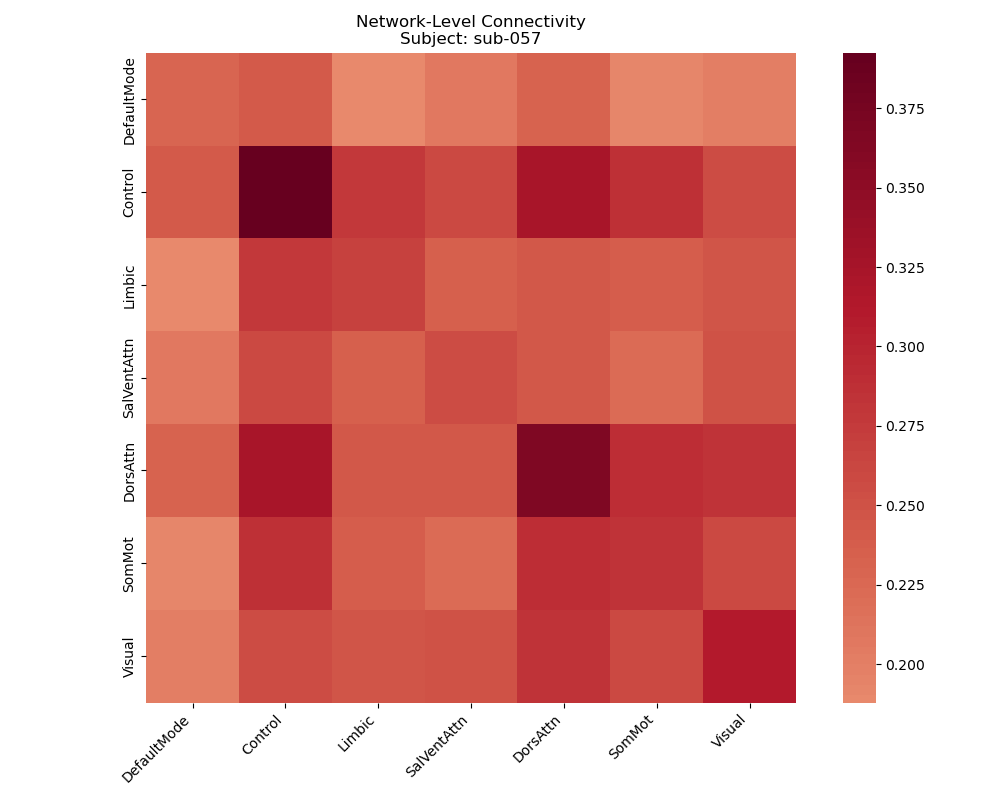 Network-Level Connectivity
Subject: sub-057
DefaultMode
Control
Limbic
SalVentAttn
DorsAttn
SomMot
Visual
DefaultMode
Control
Limbic
SalVentAttn
DorsAttn
SomMot
Visual
0.375
0.350
0.325
0.300
0.275
0.250
0.225
0.200